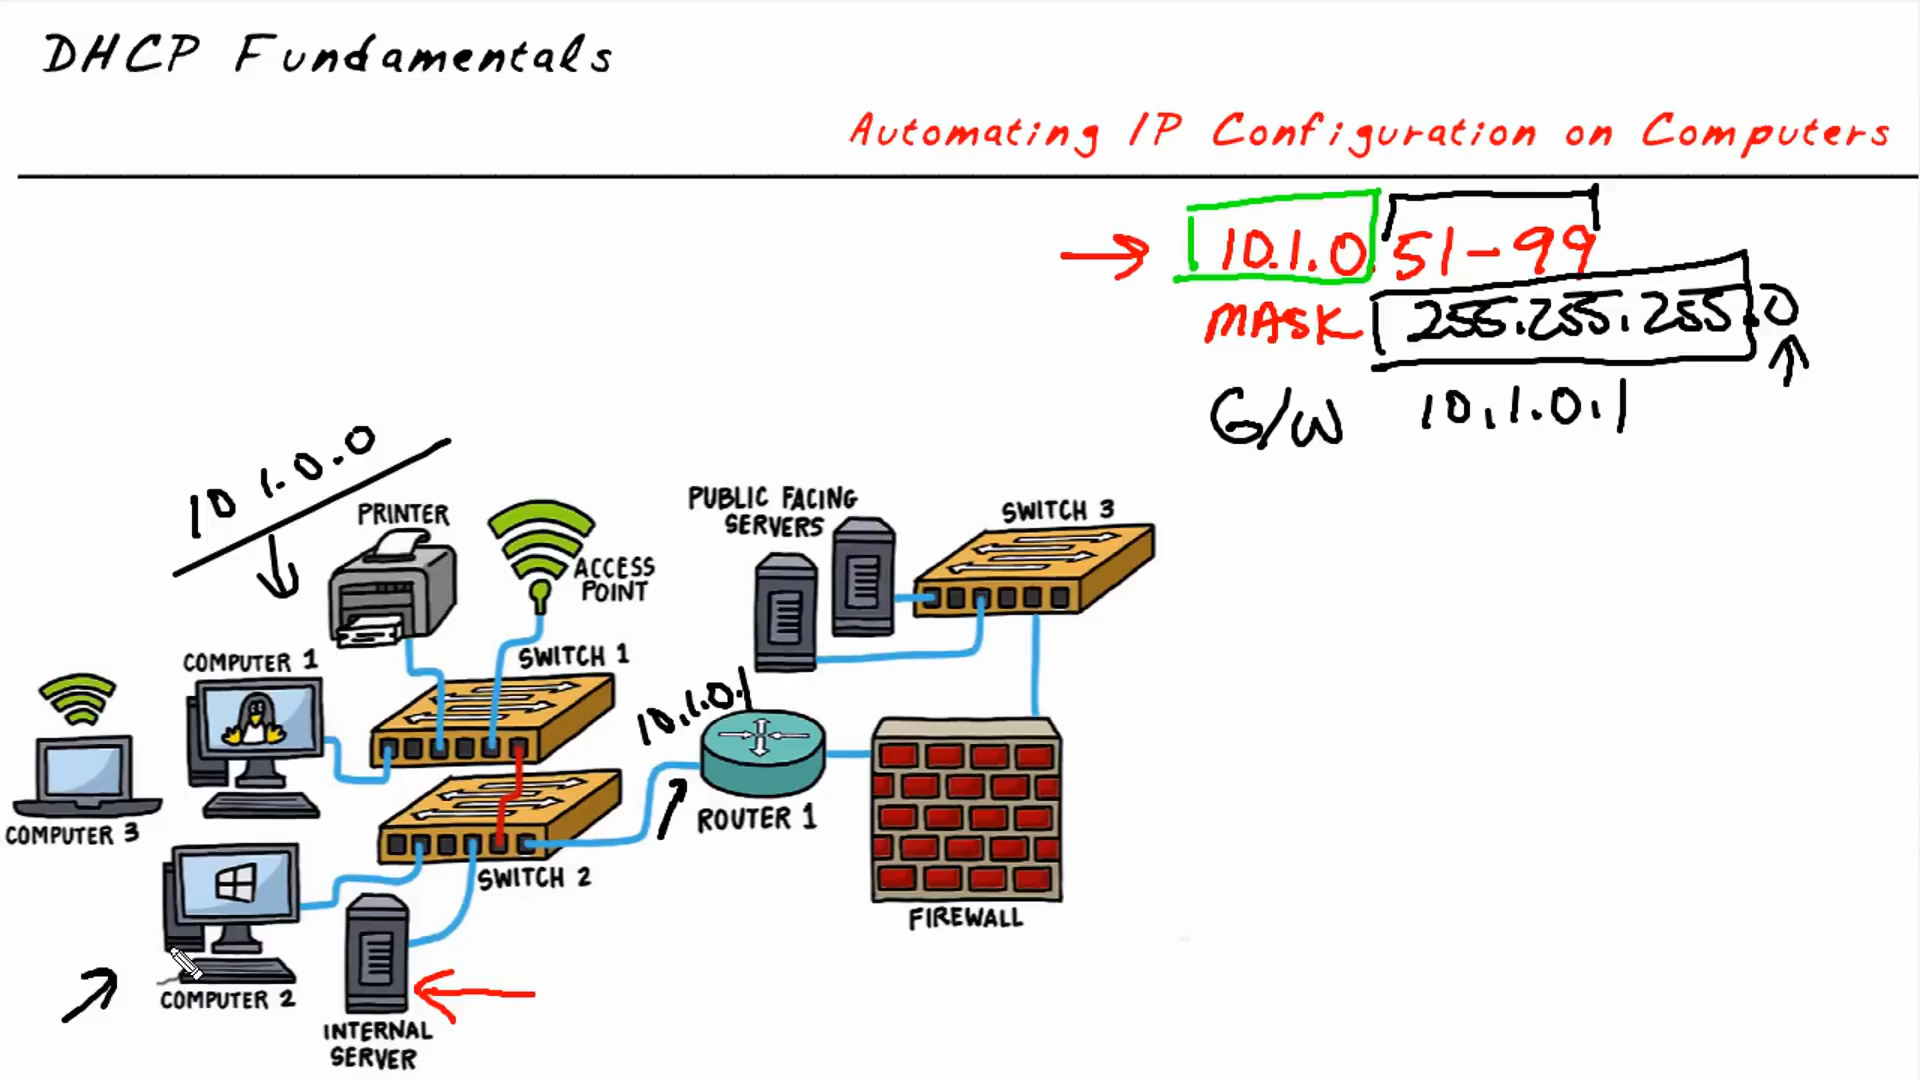 DHCP Fundamentals
Automating IP Configuration on Computers
10.1.0.51-99
MASK 255.255.255.0
G/W 10.1.0.1
10 1.0.0
PRINTER
ACCESS
POINT
PUBLIC FACING
SERVERS
SWITCH 3
COMPUTER 1
SWITCH 1
10.1.0.1
COMPUTER 3
ROUTER 1
SWITCH 2
FIREWALL
COMPUTER 2
INTERNAL
SERVER